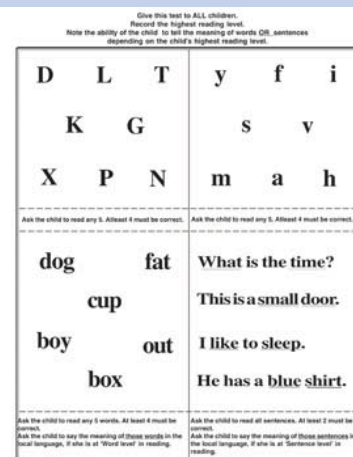 Give this test to ALL children.
Record the highest reading level.
Note the ability of the child to tell the meaning of words OR sentences
depending on the child's highest reading level.
D L T
K G
X P N
Ask the child to read any 5. Atleast 4 must be correct.
y f i
s v
m a h
Ask the child to read any 5. Atleast 4 must be correct.
dog fat
cup
boy out
box
Ask the child to read any 5 words. At least 4 must be
correct.
Ask the child to say the meaning of those words in the
local language, if she is at 'Word level' in reading.
What is the time?
This is a small door.
I like to sleep.
He has a blue shirt.
Ask the child to read all sentences. At least 2 must be
correct.
Ask the child to say the meaning of those sentences in
the local language, if she is at 'Sentence level' in
reading.